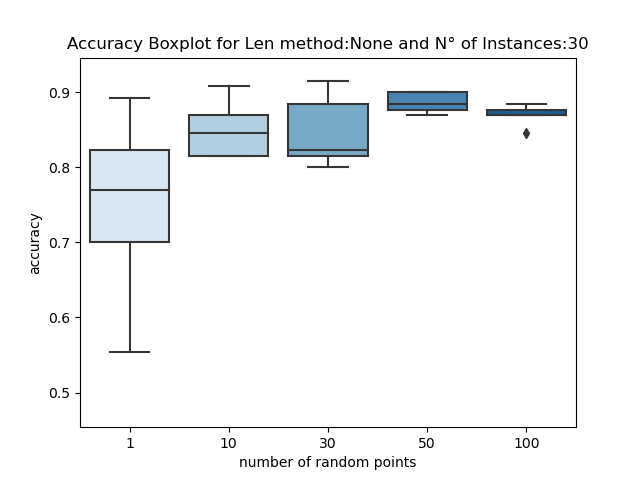 Accuracy Boxplot for Len method:None and N° of Instances:30
0.9
0.8
0.7
0.6
0.5
accuracy
1 10 30 50 100
number of random points